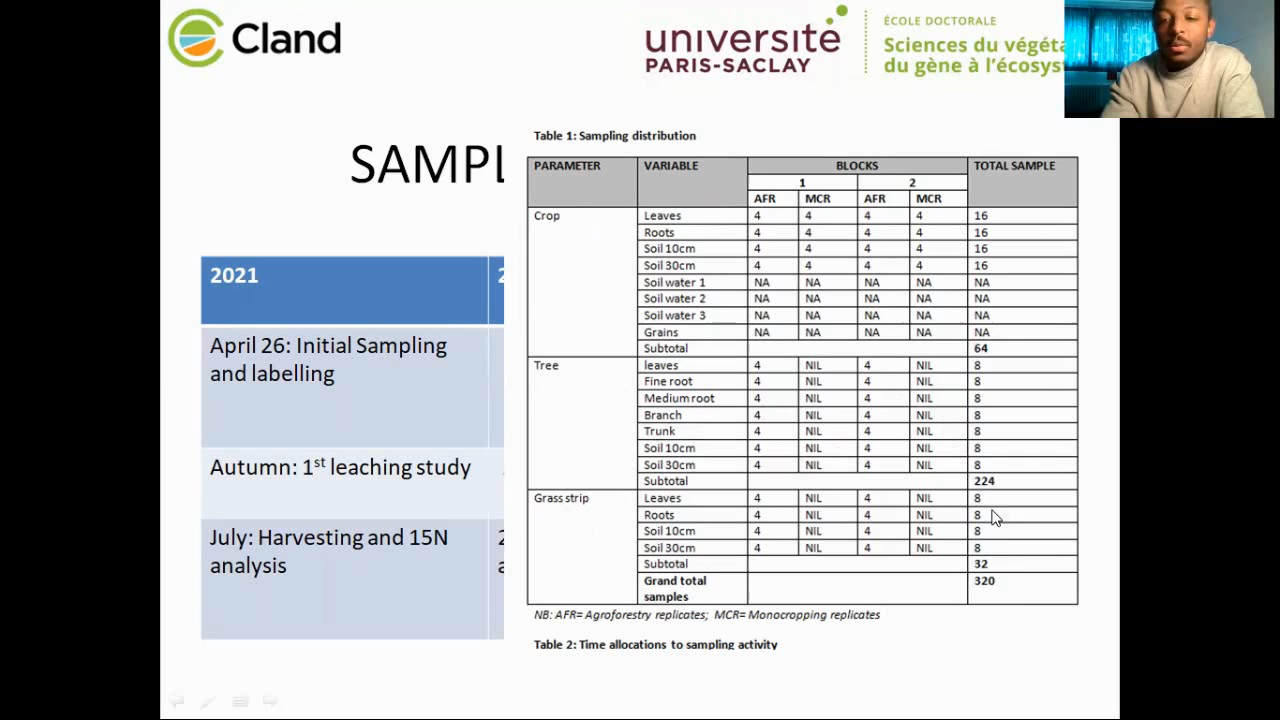 Cland
université
PARIS-SACLAY
ÉCOLE DOCTORALE
Sciences du végéta
du gène à l'écosyst
SAMPL
2021
April 26: Initial Sampling
and labelling
Autumn: 1st leaching study
July: Harvesting and 15N
analysis
Table 1: Sampling distribution
PARAMETER VARIABLE BLOCKS TOTAL SAMPLE
1 2
AFR MCR AFR MCR
Crop Leaves 4 4 4 4 16
Roots 4 4 4 4 16
Soil 10cm 4 4 4 4 16
Soil 30cm 4 4 4 4 16
Soil water 1 NA NA NA NA NA
Soil water 2 NA NA NA NA NA
Soil water 3 NA NA NA NA NA
Grains NA NA NA NA NA
Subtotal 64
Tree leaves 4 NIL 4 NIL 8
Fine root 4 NIL 4 NIL 8
Medium root 4 NIL 4 NIL 8
Branch 4 NIL 4 NIL 8
Trunk 4 NIL 4 NIL 8
Soil 10cm 4 NIL 4 NIL 8
Soil 30cm 4 NIL 4 NIL 8
Subtotal 224
Grass strip Leaves 4 NIL 4 NIL 8
Roots 4 NIL 4 NIL 8
Soil 10cm 4 NIL 4 NIL 8
Soil 30cm 4 NIL 4 NIL 8
Subtotal 32
Grand total 320
samples
NB: AFR= Agroforestry replicates; MCR= Monocropping replicates
Table 2: Time allocations to sampling activity